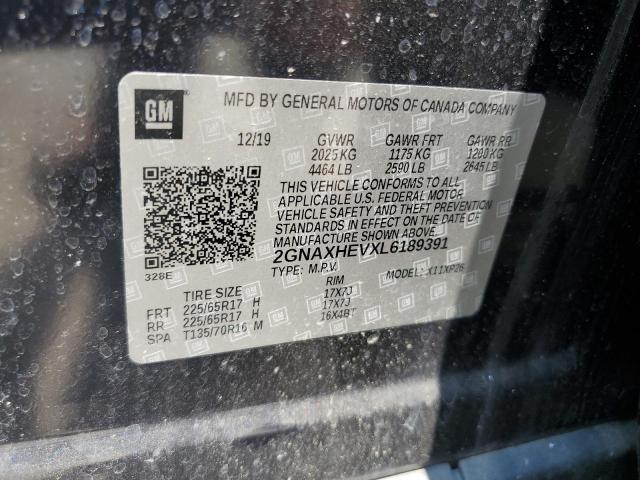 GM
MFD BY GENERAL MOTORS OF CANADA COMPANY
12/19 GVWR GAWR FRT GAWR RR
2025 KG 1175 KG 1200 KG
4464 LB 2590 LB 2645 LB
THIS VEHICLE CONFORMS TO ALL
APPLICABLE U.S. FEDERAL MOTOR
VEHICLE SAFETY AND THEFT PREVENTION
STANDARDS IN EFFECT ON THE DATE OF
MANUFACTURE SHOWN ABOVE.
2GNAXHEVXL6189391
328E TYPE: M.P.V. MODEL: X11XP26
TIRE SIZE RIM
FRT 225/65R17 H 17X7J
RR 225/65R17 H 17X7J
SPA T135/70R16 M 16X4BT